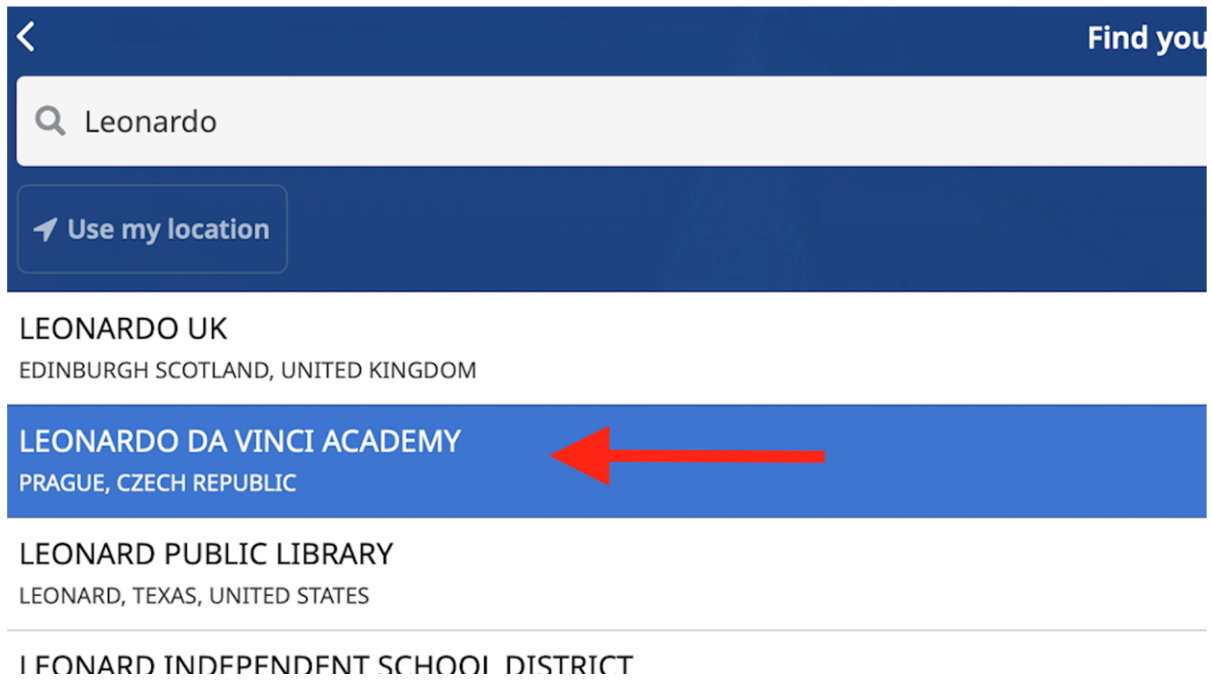 Find you
Leonardo
Use my location
LEONARDO UK
EDINBURGH SCOTLAND, UNITED KINGDOM
LEONARDO DA VINCI ACADEMY
PRAGUE, CZECH REPUBLIC
LEONARD PUBLIC LIBRARY
LEONARD, TEXAS, UNITED STATES
LEONARD INDEPENDENT SCHOOL DISTRICT